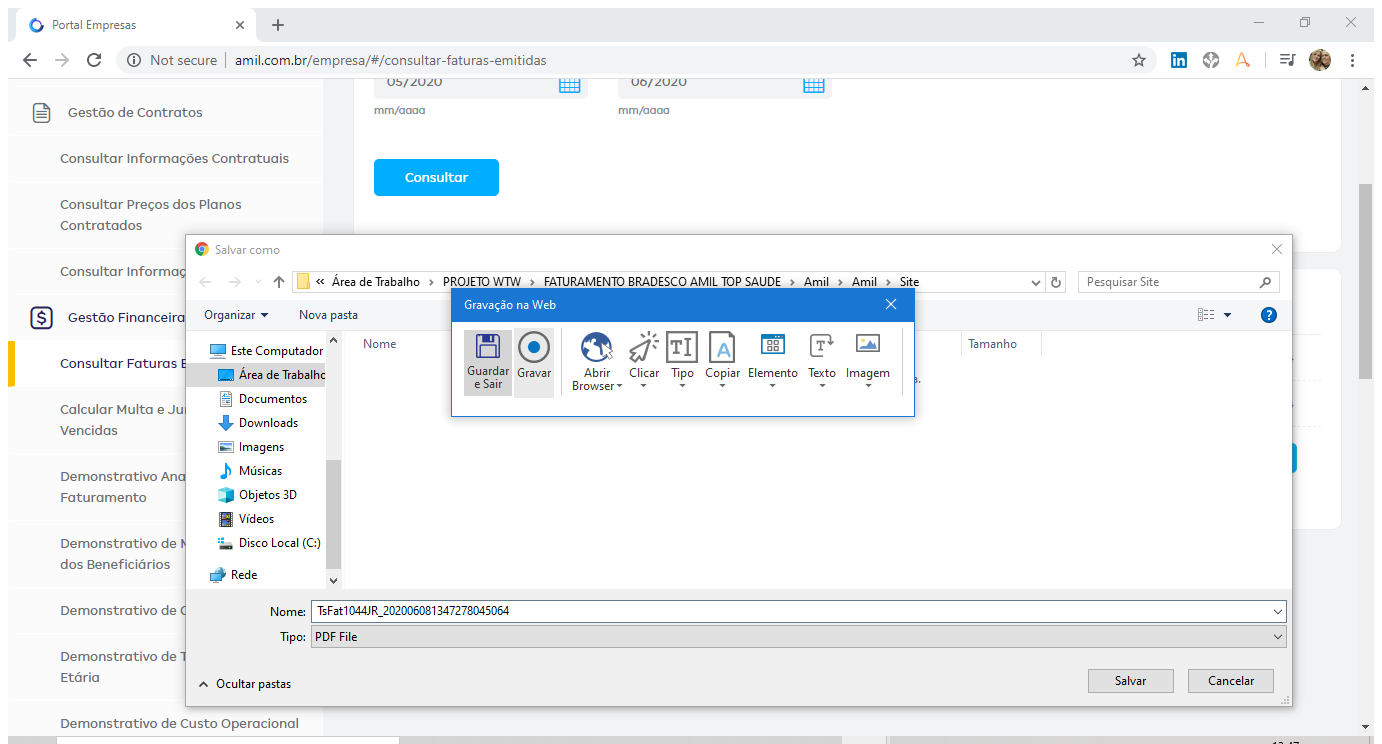 Portal Empresas
Not secure
amil.com.br/empresa/#/consultar-faturas-emitidas
Gestão de Contratos
Consultar Informações Contratuais
Consultar Preços dos Planos
Contratados
Consultar Informaç
Gestão Financeira
Consultar Faturas E
Calcular Multa e Ju
Vencidas
Demonstrativo Ana
Faturamento
Demonstrativo de
dos Beneficiários
Demonstrativo de
Demonstrativo de T
Etária
Demonstrativo de Custo Operacional
05/2020
06/2020
mm/aaaa
mm/aaaa
Consultar
Salvar como
« Área de Trabalho › PROJETO WTW › FATURAMENTO BRADESCO AMIL TOP SAUDE › Amil › Amil › Site
Pesquisar Site
Organizar
Nova pasta
Este Computador
Área de Trabalho
Documentos
Downloads
Imagens
Músicas
Objetos 3D
Vídeos
Disco Local (C:)
Rede
Nome
Tamanho
Gravação na Web
Guardar
e Sair
Gravar
Abrir
Browser
Clicar
Tipo
Copiar
Elemento
Texto
Imagem
Nome: TsFat1044JR_202006081347278045064
Tipo: PDF File
Ocultar pastas
Salvar
Cancelar